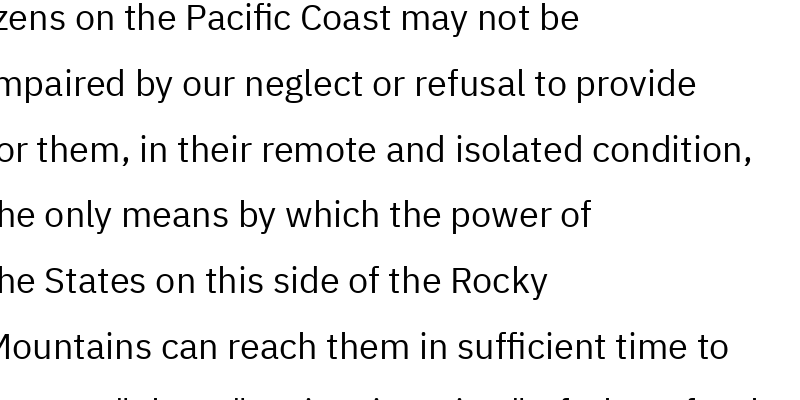 zens on the Pacific Coast may not be
mpaired by our neglect or refusal to provide
or them, in their remote and isolated condition,
he only means by which the power of
he States on this side of the Rocky
Mountains can reach them in sufficient time to